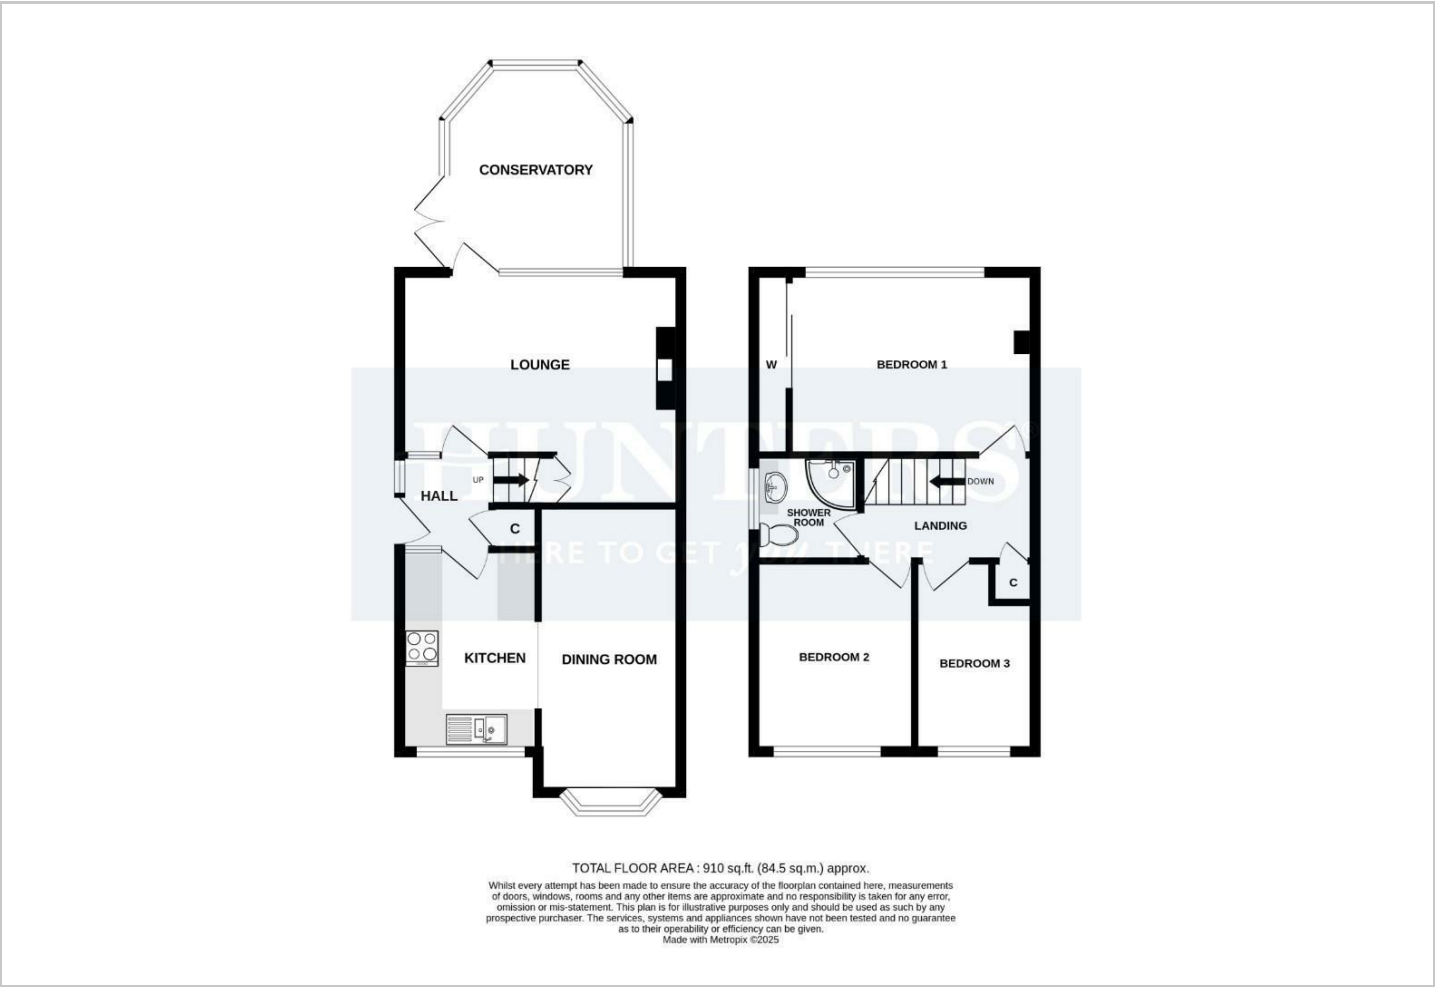 CONSERVATORY
LOUNGE
UP
HALL
C
KITCHEN
DINING ROOM
W
BEDROOM 1
DOWN
SHOWER
ROOM
LANDING
C
BEDROOM 2
BEDROOM 3
HUNTERS®
HERE TO GET you THERE
TOTAL FLOOR AREA : 910 sq.ft. (84.5 sq.m.) approx.
Whilst every attempt has been made to ensure the accuracy of the floorplan contained here, measurements
of doors, windows, rooms and any other items are approximate and no responsibility is taken for any error,
omission or mis-statement. This plan is for illustrative purposes only and should be used as such by any
prospective purchaser. The services, systems and appliances shown have not been tested and no guarantee
as to their operability or efficiency can be given.
Made with Metropix ©2025